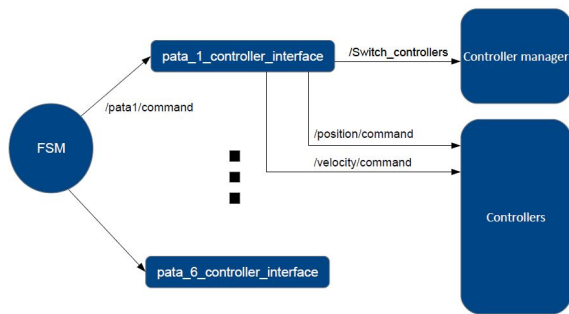 /Switch_controllers
pata_1_controller_interface
Controller manager
/pata1/command
/position/command
FSM
/velocity/command
Controllers
pata_6_controller_interface